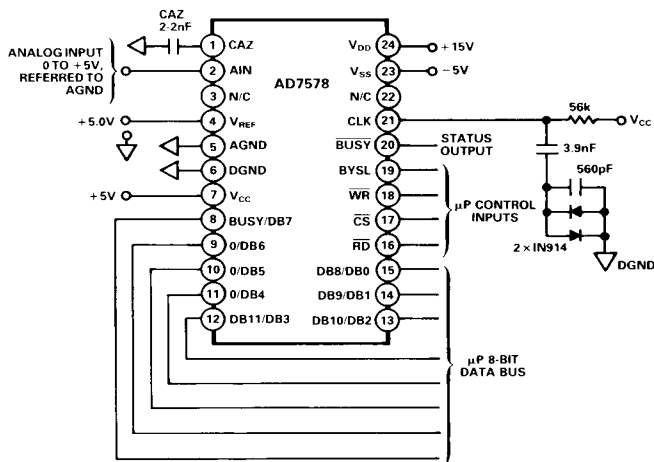 CAZ
2-2nF
ANALOG INPUT
0 TO +5V,
REFERRED TO
AGND
+5.0V
+5V
AD7578
1 CAZ
2 AIN
3 N/C
4 VREF
5 AGND
6 DGND
7 VCC
8 BUSY/DB7
9 0/DB6
10 0/DB5
11 0/DB4
12 DB11/DB3
VDD 24
VSS 23
N/C 22
CLK 21
BUSY 20
BYSL 19
WR 18
CS 17
RD 16
DB8/DB0 15
DB9/DB1 14
DB10/DB2 13
+15V
-5V
56k
VCC
STATUS
OUTPUT
3.9nF
560pF
µP CONTROL
INPUTS
2 × IN914
DGND
µP 8-BIT
DATA BUS